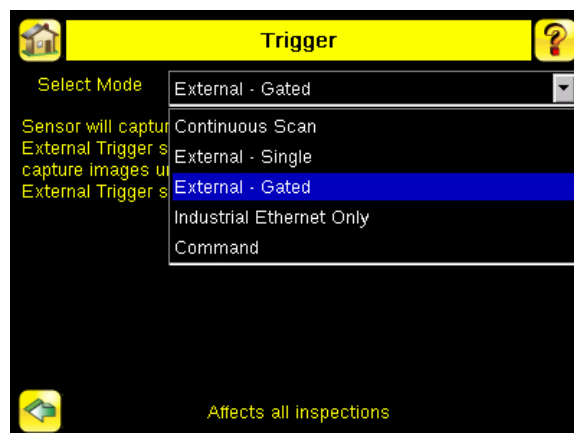 Trigger
?
Select Mode
External - Gated
Sensor will captur
External Trigger s
capture images u
External Trigger s
Continuous Scan
External - Single
External - Gated
Industrial Ethernet Only
Command
Affects all inspections